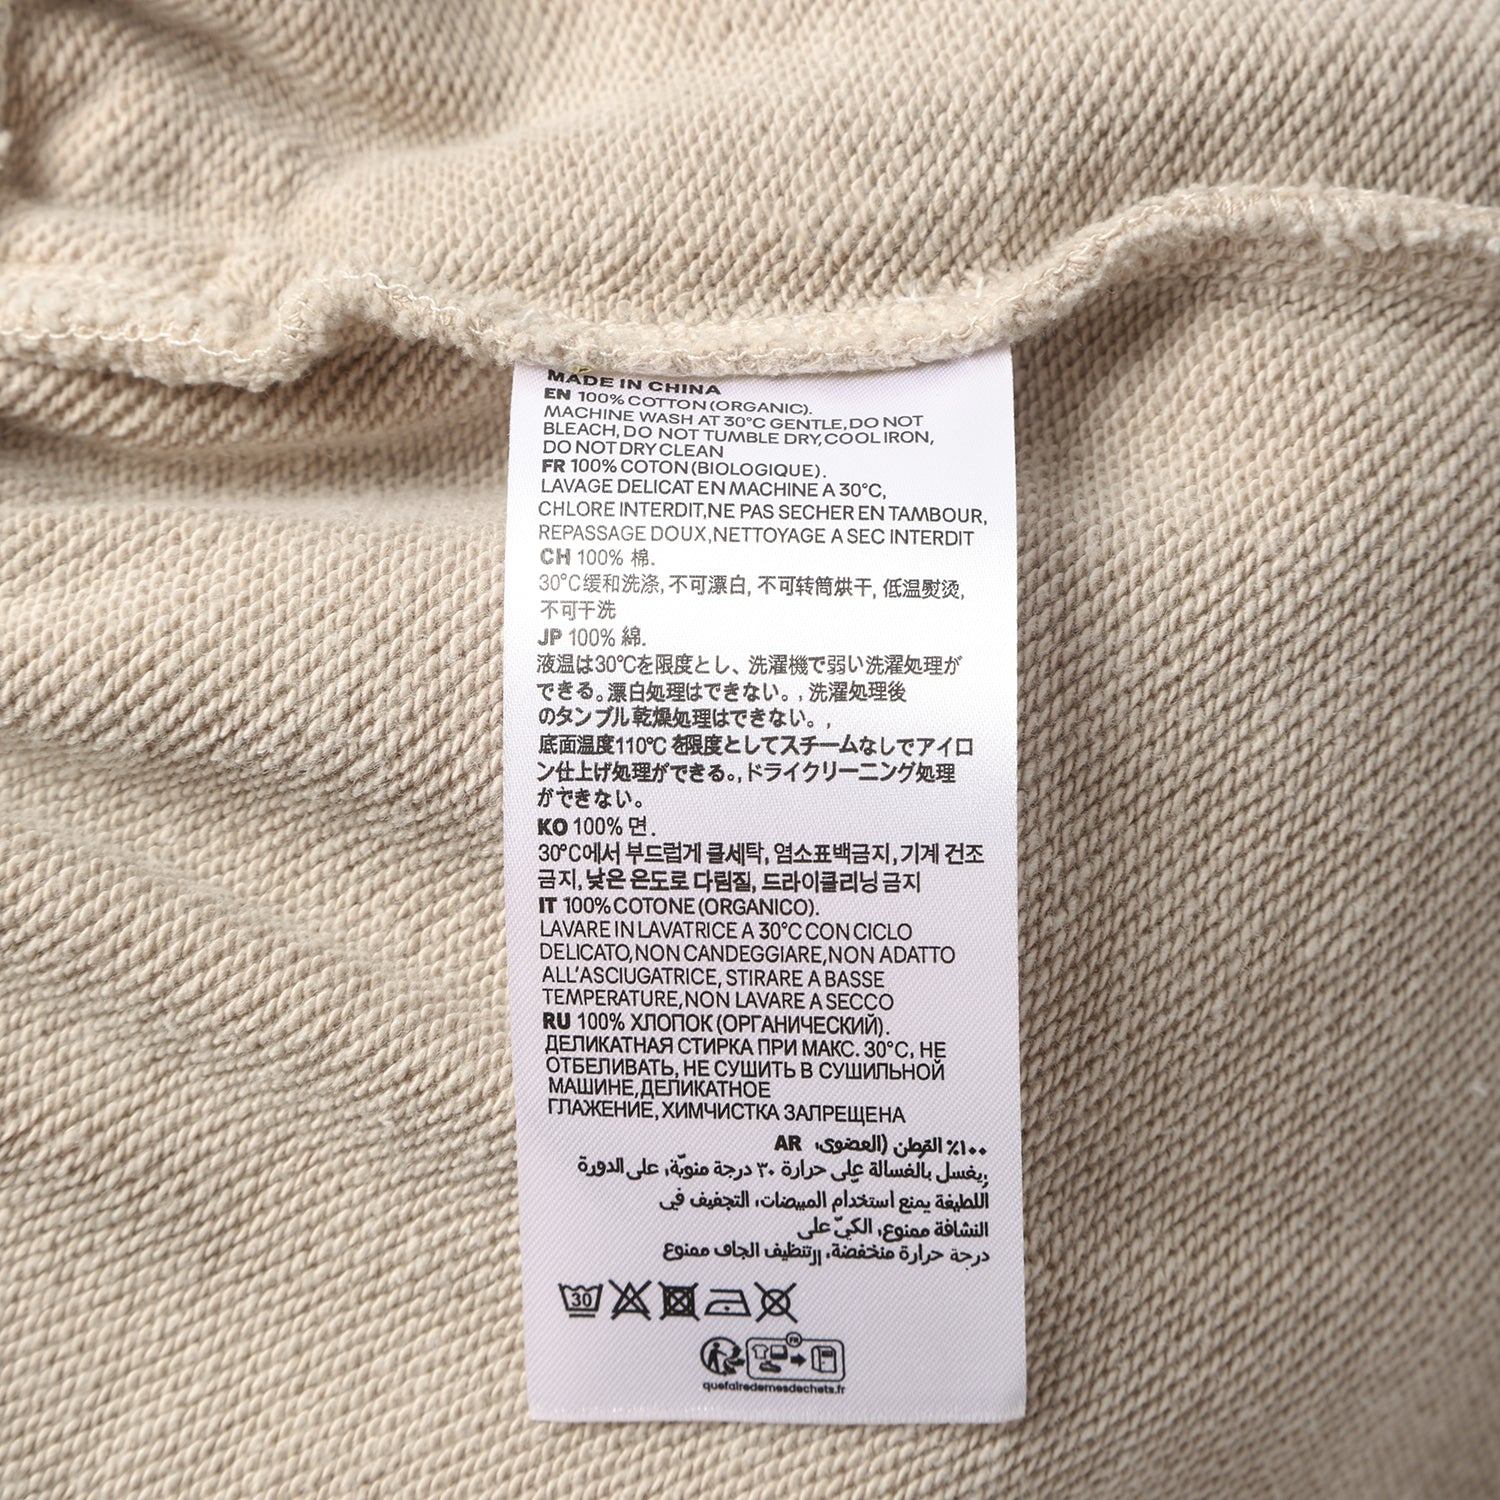 MADE IN CHINA
EN 100% COTTON (ORGANIC).
MACHINE WASH AT 30°C GENTLE, DO NOT
BLEACH, DO NOT TUMBLE DRY, COOL IRON,
DO NOT DRY CLEAN
FR 100% COTON (BIOLOGIQUE).
LAVAGE DELICAT EN MACHINE A 30°C,
CHLORE INTERDIT, NE PAS SECHER EN TAMBOUR,
REPASSAGE DOUX, NETTOYAGE A SEC INTERDIT
CH 100% 棉.
30°C缓和洗涤, 不可漂白, 不可转筒烘干, 低温熨烫,
不可干洗
JP 100% 綿.
液温は30℃を限度とし、洗濯機で弱い洗濯処理が
できる。漂白処理はできない。, 洗濯処理後
のタンブル乾燥処理はできない。,
底面温度110℃を限度としてスチームなしでアイロ
ン仕上げ処理ができる。, ドライクリーニング処理
ができない。
KO 100% 면.
30°C에서 부드럽게 클세탁, 염소표백금지, 기계 건조
금지, 낮은 온도로 다림질, 드라이클리닝 금지
IT 100% COTONE (ORGANICO).
LAVARE IN LAVATRICE A 30°C CON CICLO
DELICATO, NON CANDEGGIARE, NON ADATTO
ALL'ASCIUGATRICE, STIRARE A BASSE
TEMPERATURE, NON LAVARE A SECCO
RU 100% ХЛОПОК (ОРГАНИЧЕСКИЙ).
ДЕЛИКАТНАЯ СТИРКА ПРИ МАКС. 30°C, НЕ
ОТБЕЛИВАТЬ, НЕ СУШИТЬ В СУШИЛЬНОЙ
МАШИНЕ, ДЕЛИКАТНОЕ
ГЛАЖЕНИЕ, ХИМЧИСТКА ЗАПРЕЩЕНА
١٠٠٪ القطن (العضوي، AR
يغسل بالغسالة على حرارة ٣٠ درجة مئويّة، على الدورة
اللطيفة يمنع استخدام المبيضات، التجفيف في
النشافة ممنوع، الكيّ على
درجة حرارة منخفضة، التنظيف الجاف ممنوع
30
FR
quefairedemesdechets.fr